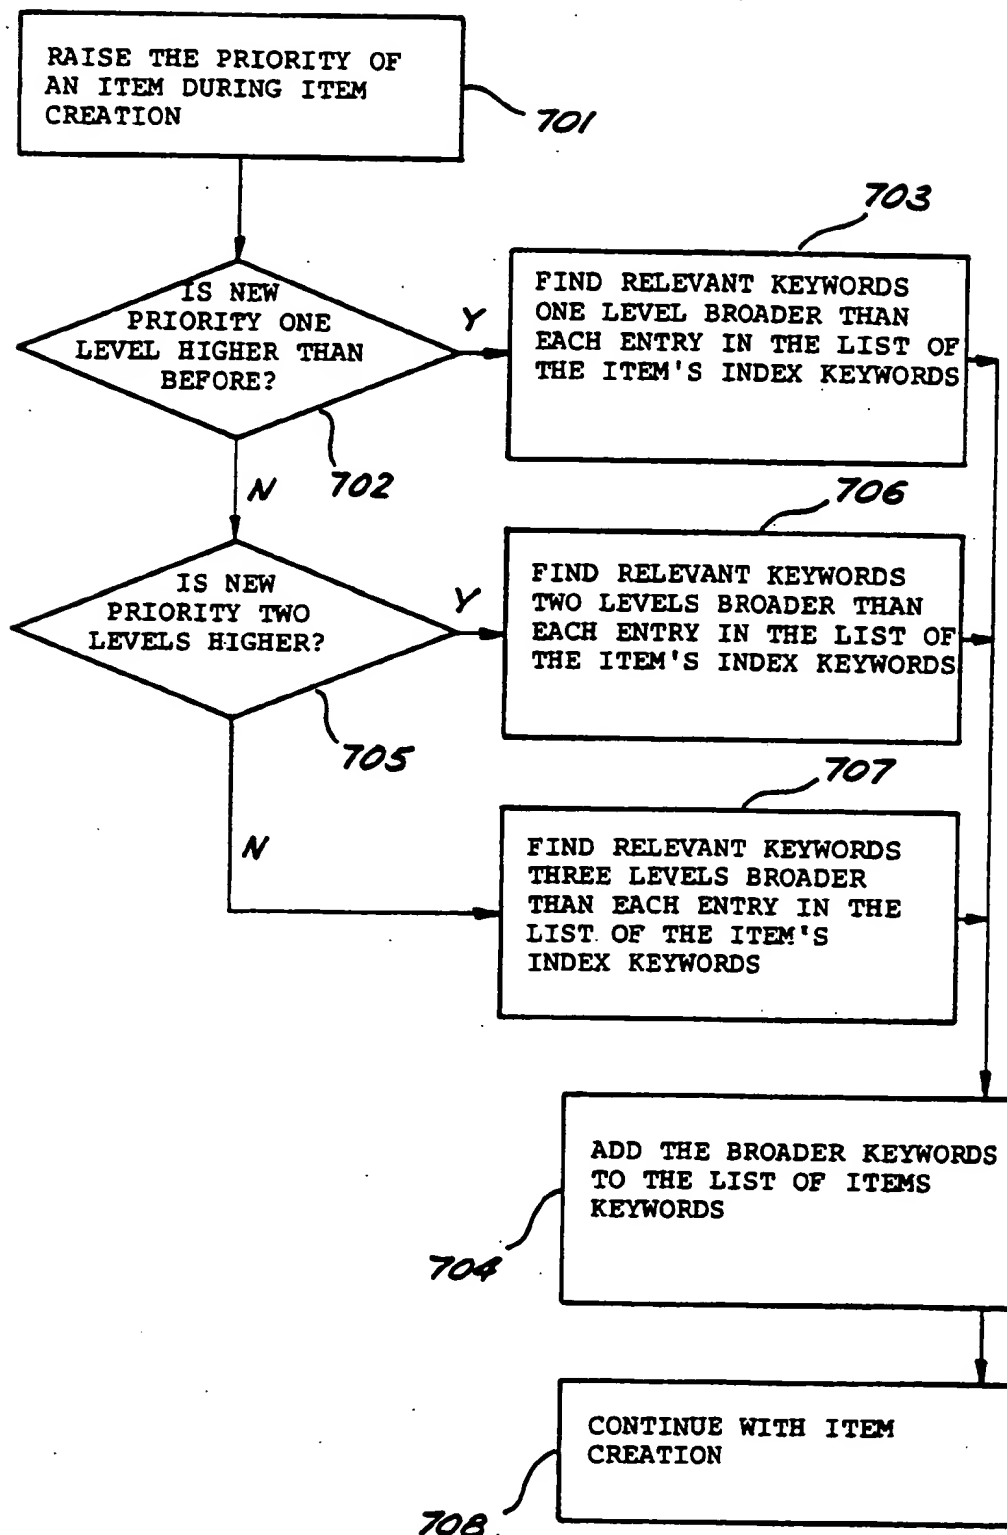 RAISE THE PRIORITY OF
AN ITEM DURING ITEM
CREATION
701
703
IS NEW
PRIORITY ONE
LEVEL HIGHER THAN
BEFORE?
Y
FIND RELEVANT KEYWORDS
ONE LEVEL BROADER THAN
EACH ENTRY IN THE LIST OF
THE ITEM'S INDEX KEYWORDS
702
N
706
IS NEW
PRIORITY TWO
LEVELS HIGHER?
Y
FIND RELEVANT KEYWORDS
TWO LEVELS BROADER THAN
EACH ENTRY IN THE LIST OF
THE ITEM'S INDEX KEYWORDS
705
N
707
FIND RELEVANT KEYWORDS
THREE LEVELS BROADER
THAN EACH ENTRY IN THE
LIST OF THE ITEM'S
INDEX KEYWORDS
ADD THE BROADER KEYWORDS
TO THE LIST OF ITEMS
KEYWORDS
704
CONTINUE WITH ITEM
CREATION
708